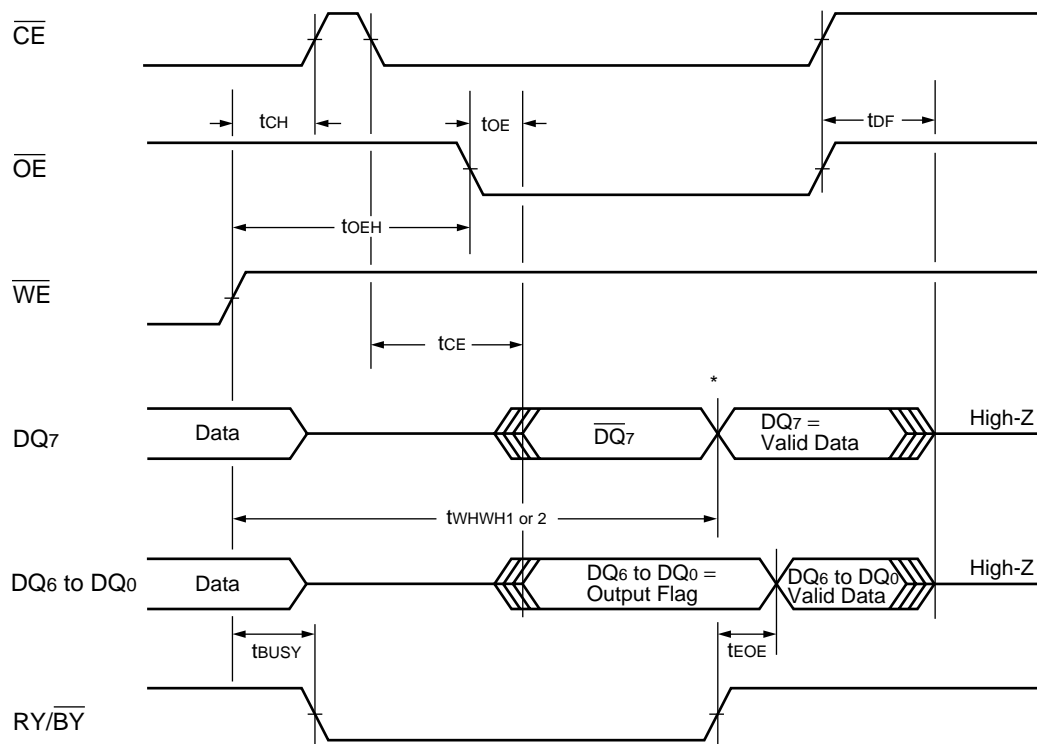 CE
tCH
tOE
tDF
OE
tOEH
WE
tCE
*
DQ7
Data
DQ7
DQ7 =
Valid Data
High-Z
tWHWH1 or 2
DQ6 to DQ0
Data
DQ6 to DQ0 =
Output Flag
DQ6 to DQ0
Valid Data
High-Z
tBUSY
tEOE
RY/BY